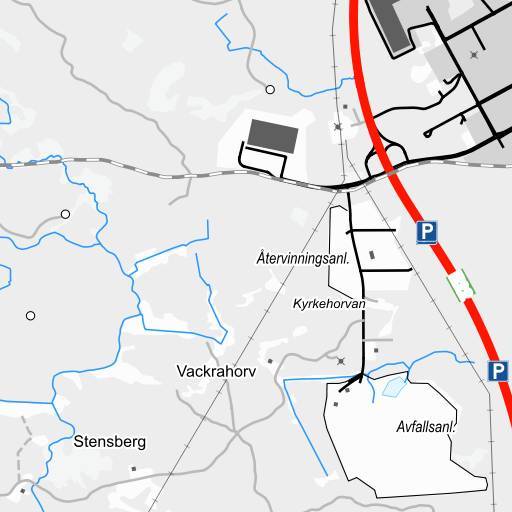 P
Återvinningsanl.
Kyrkehorvan
Vackrahorv
P
Avfallsanl.
Stensberg